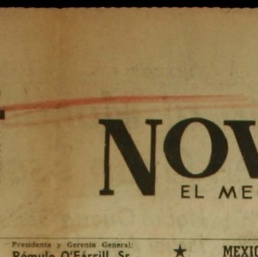 NOV
EL ME
Presidente y Gerente General:
Rómulo O'Farrill, Sr.
★ MEXIC